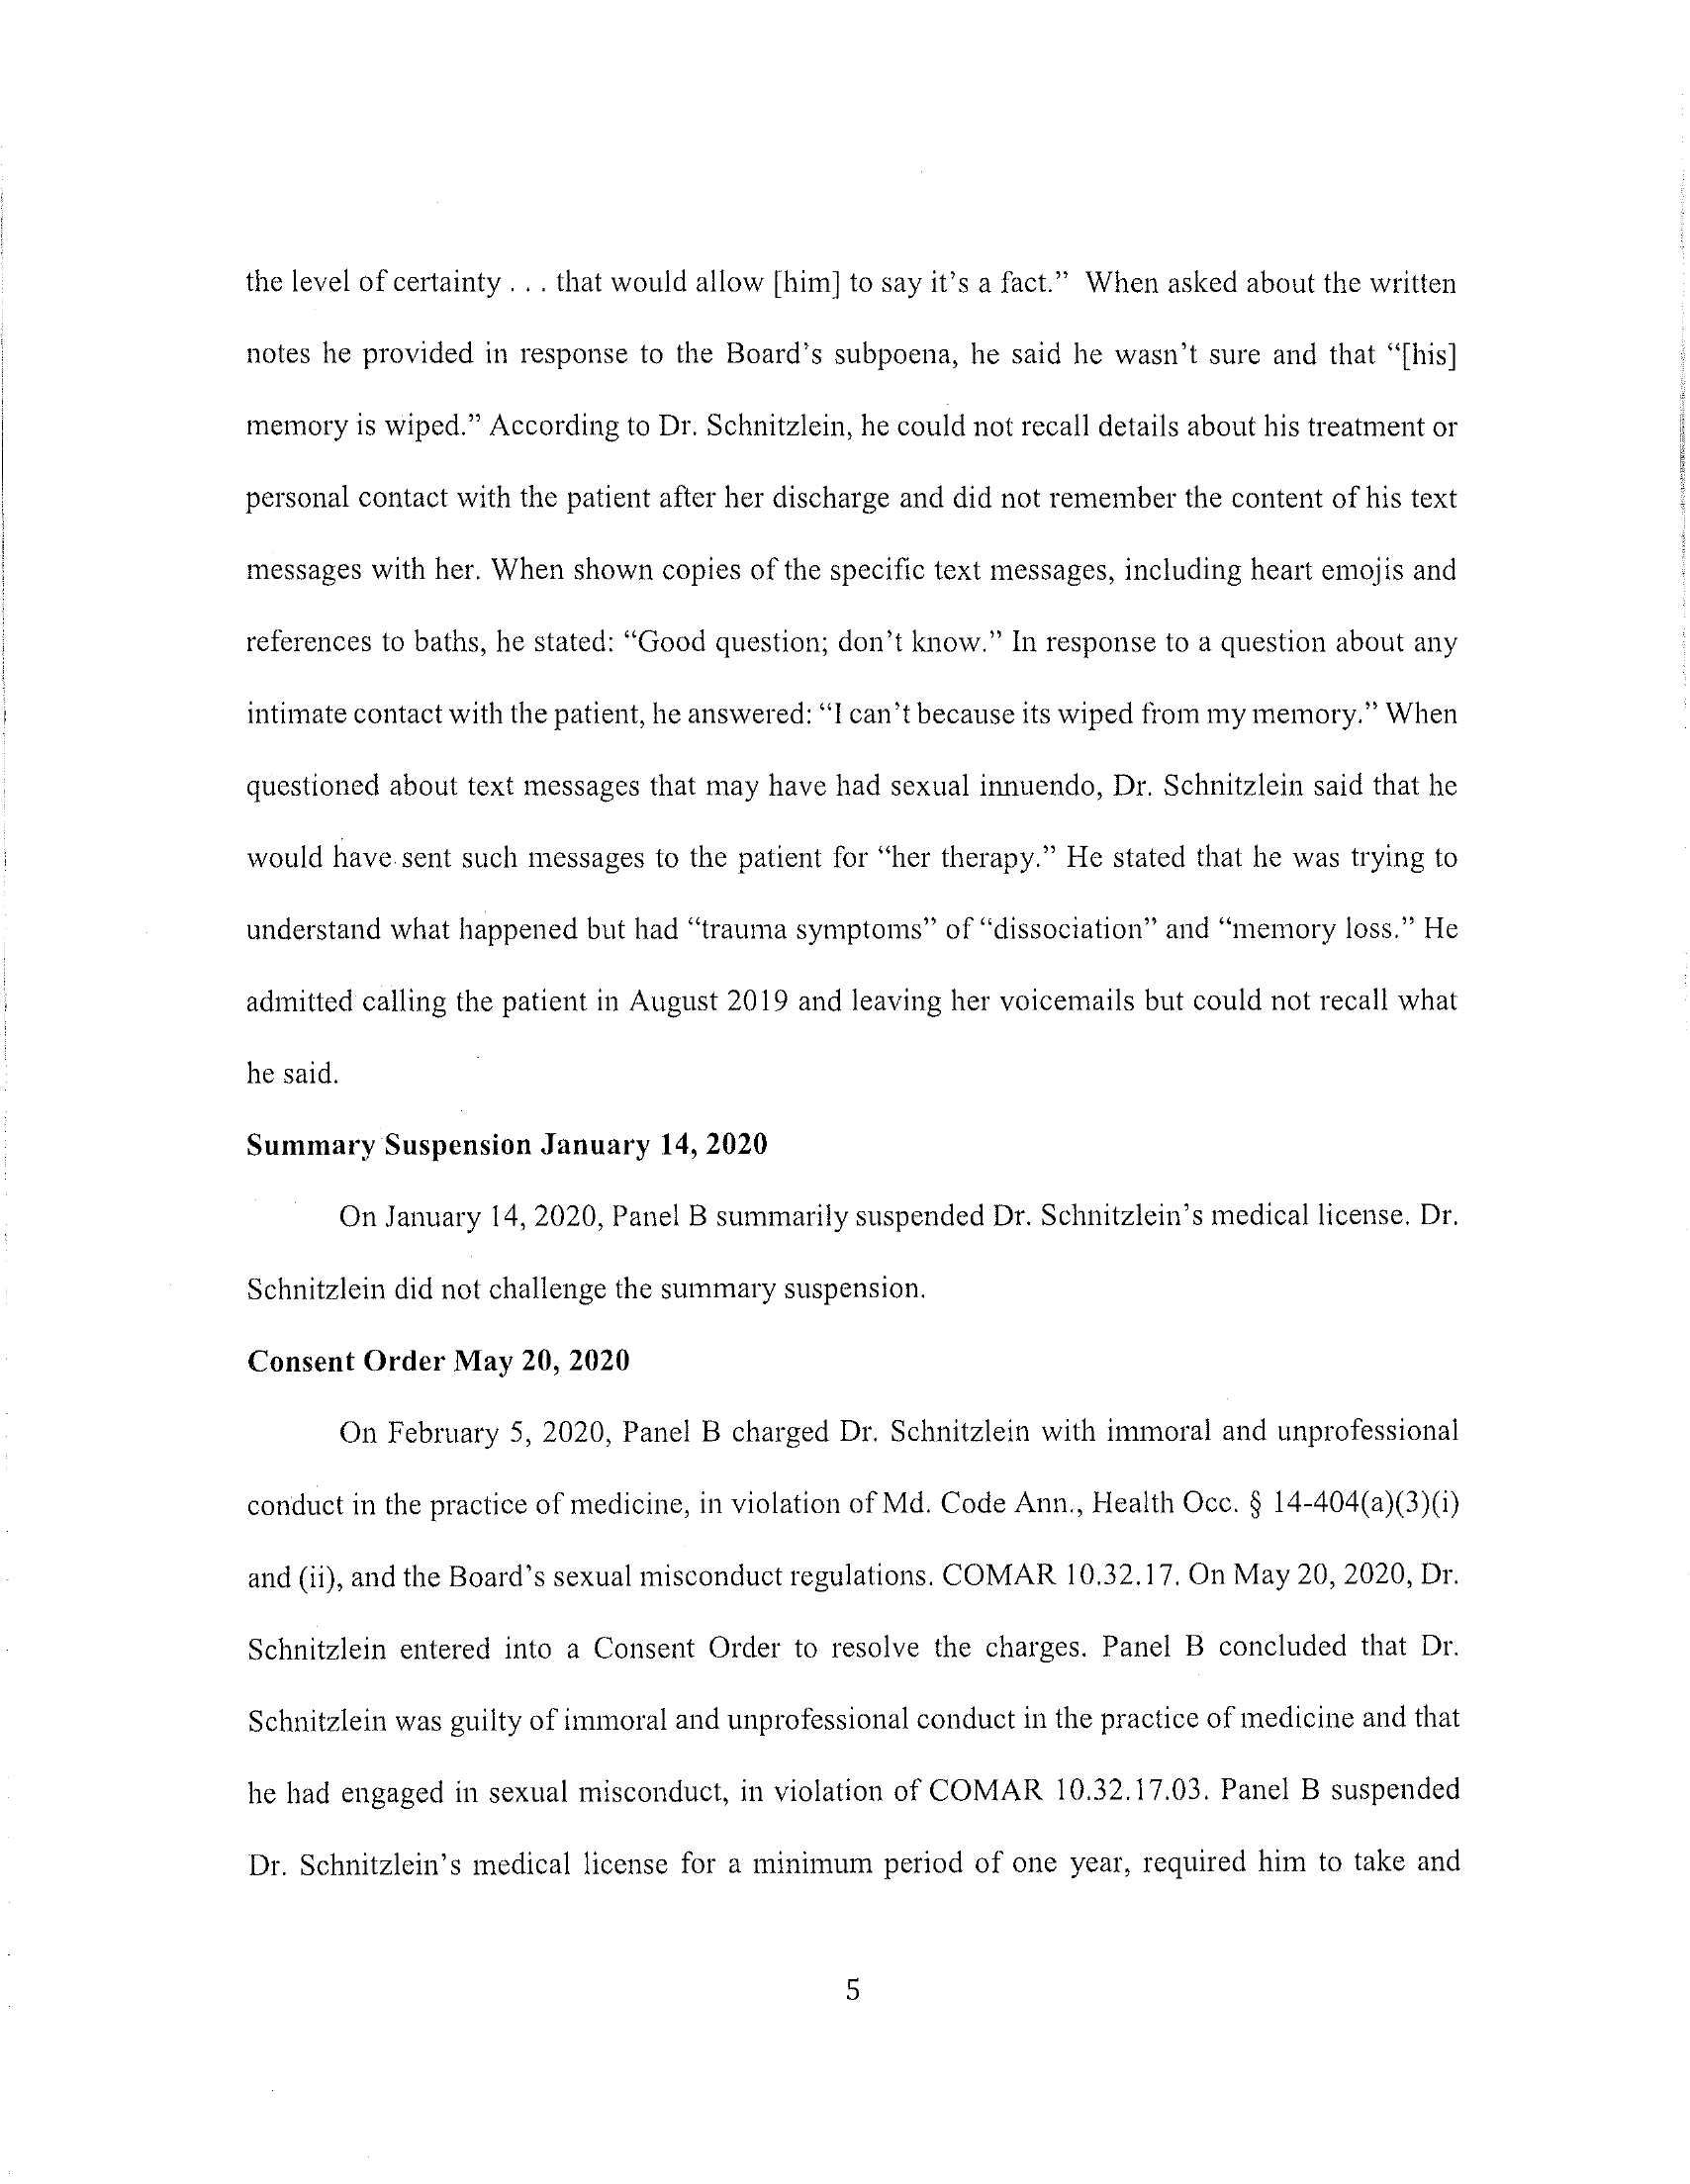 the level of certainty . . . that would allow [him] to say it's a fact.” When asked about the written
notes he provided in response to the Board's subpoena, he said he wasn't sure and that “[his]
memory is wiped.” According to Dr. Schnitzlein, he could not recall details about his treatment or
personal contact with the patient after her discharge and did not remember the content of his text
messages with her. When shown copies of the specific text messages, including heart emojis and
references to baths, he stated: “Good question; don't know.” In response to a question about any
intimate contact with the patient, he answered: “I can't because its wiped from my memory.” When
questioned about text messages that may have had sexual innuendo, Dr. Schnitzlein said that he
would have sent such messages to the patient for “her therapy.” He stated that he was trying to
understand what happened but had “trauma symptoms” of “dissociation” and “memory loss.” He
admitted calling the patient in August 2019 and leaving her voicemails but could not recall what
he said.
Summary Suspension January 14, 2020
On January 14, 2020, Panel B summarily suspended Dr. Schnitzlein's medical license. Dr.
Schnitzlein did not challenge the summary suspension.
Consent Order May 20, 2020
On February 5, 2020, Panel B charged Dr. Schnitzlein with immoral and unprofessional
conduct in the practice of medicine, in violation of Md. Code Ann., Health Occ. § 14-404(a)(3)(i)
and (ii), and the Board's sexual misconduct regulations. COMAR 10.32.17. On May 20, 2020, Dr.
Schnitzlein entered into a Consent Order to resolve the charges. Panel B concluded that Dr.
Schnitzlein was guilty of immoral and unprofessional conduct in the practice of medicine and that
he had engaged in sexual misconduct, in violation of COMAR 10.32.17.03. Panel B suspended
Dr. Schnitzlein's medical license for a minimum period of one year, required him to take and
5